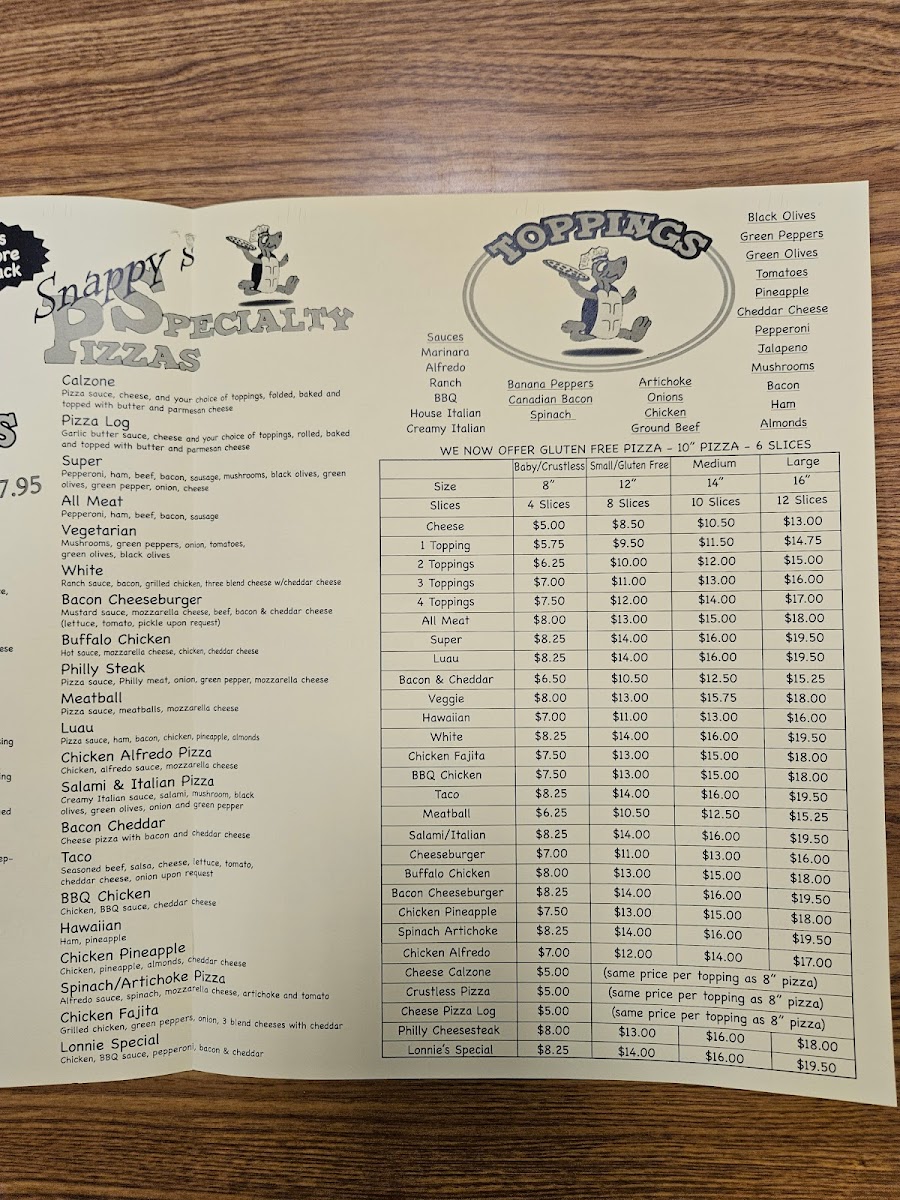 s
ore
ack
S
7.95
e,
ese
sing
ing
ed
ep-
Snappy's
Specialty
Pizzas
Calzone
Pizza sauce, cheese, and your choice of toppings, folded, baked and
topped with butter and parmesan cheese
Pizza Log
Garlic butter sauce, cheese and your choice of toppings, rolled, baked
and topped with butter and parmesan cheese
Super
Pepperoni, ham, beef, bacon, sausage, mushrooms, black olives, green
olives, green pepper, onion, cheese
All Meat
Pepperoni, ham, beef, bacon, sausage
Vegetarian
Mushrooms, green peppers, onion, tomatoes,
green olives, black olives
White
Ranch sauce, bacon, grilled chicken, three blend cheese w/cheddar cheese
Bacon Cheeseburger
Mustard sauce, mozzarella cheese, beef, bacon & cheddar cheese
(lettuce, tomato, pickle upon request)
Buffalo Chicken
Hot sauce, mozzarella cheese, chicken, cheddar cheese
Philly Steak
Pizza sauce, Philly meat, onion, green pepper, mozzarella cheese
Meatball
Pizza sauce, meatballs, mozzarella cheese
Luau
Pizza sauce, ham, bacon, chicken, pineapple, almonds
Chicken Alfredo Pizza
Chicken, alfredo sauce, mozzarella cheese
Salami & Italian Pizza
Creamy Italian sauce, salami, mushroom, black
olives, green olives, onion and green pepper
Bacon Cheddar
Cheese pizza with bacon and cheddar cheese
Taco
Seasoned beef, salsa, cheese, lettuce, tomato,
cheddar cheese, onion upon request
BBQ Chicken
Chicken, BBQ sauce, cheddar cheese
Hawaiian
Ham, pineapple
Chicken Pineapple
Chicken, pineapple, almonds, cheddar cheese
Spinach/Artichoke Pizza
Alfredo sauce, spinach, mozzarella cheese, artichoke and tomato
Chicken Fajita
Grilled chicken, green peppers, onion, 3 blend cheeses with cheddar
Lonnie Special
Chicken, BBQ sauce, pepperoni, bacon & cheddar
TOPPINGS
Sauces
Marinara
Alfredo
Ranch
BBQ
House Italian
Creamy Italian
Banana Peppers
Canadian Bacon
Spinach
Artichoke
Onions
Chicken
Ground Beef
Black Olives
Green Peppers
Green Olives
Tomatoes
Pineapple
Cheddar Cheese
Pepperoni
Jalapeno
Mushrooms
Bacon
Ham
Almonds
WE NOW OFFER GLUTEN FREE PIZZA - 10" PIZZA - 6 SLICES
Baby/Crustless Small/Gluten Free Medium Large
Size 8" 12" 14" 16"
Slices 4 Slices 8 Slices 10 Slices 12 Slices
Cheese $5.00 $8.50 $10.50 $13.00
1 Topping $5.75 $9.50 $11.50 $14.75
2 Toppings $6.25 $10.00 $12.00 $15.00
3 Toppings $7.00 $11.00 $13.00 $16.00
4 Toppings $7.50 $12.00 $14.00 $17.00
All Meat $8.00 $13.00 $15.00 $18.00
Super $8.25 $14.00 $16.00 $19.50
Luau $8.25 $14.00 $16.00 $19.50
Bacon & Cheddar $6.50 $10.50 $12.50 $15.25
Veggie $8.00 $13.00 $15.75 $18.00
Hawaiian $7.00 $11.00 $13.00 $16.00
White $8.25 $14.00 $16.00 $19.50
Chicken Fajita $7.50 $13.00 $15.00 $18.00
BBQ Chicken $7.50 $13.00 $15.00 $18.00
Taco $8.25 $14.00 $16.00 $19.50
Meatball $6.25 $10.50 $12.50 $15.25
Salami/Italian $8.25 $14.00 $16.00 $19.50
Cheeseburger $7.00 $11.00 $13.00 $16.00
Buffalo Chicken $8.00 $13.00 $15.00 $18.00
Bacon Cheeseburger $8.25 $14.00 $16.00 $19.50
Chicken Pineapple $7.50 $13.00 $15.00 $18.00
Spinach Artichoke $8.25 $14.00 $16.00 $19.50
Chicken Alfredo $7.00 $12.00 $14.00 $17.00
Cheese Calzone $5.00 (same price per topping as 8" pizza)
Crustless Pizza $5.00 (same price per topping as 8" pizza)
Cheese Pizza Log $5.00 (same price per topping as 8" pizza)
Philly Cheesesteak $8.00 $13.00 $16.00 $18.00
Lonnie's Special $8.25 $14.00 $16.00 $19.50